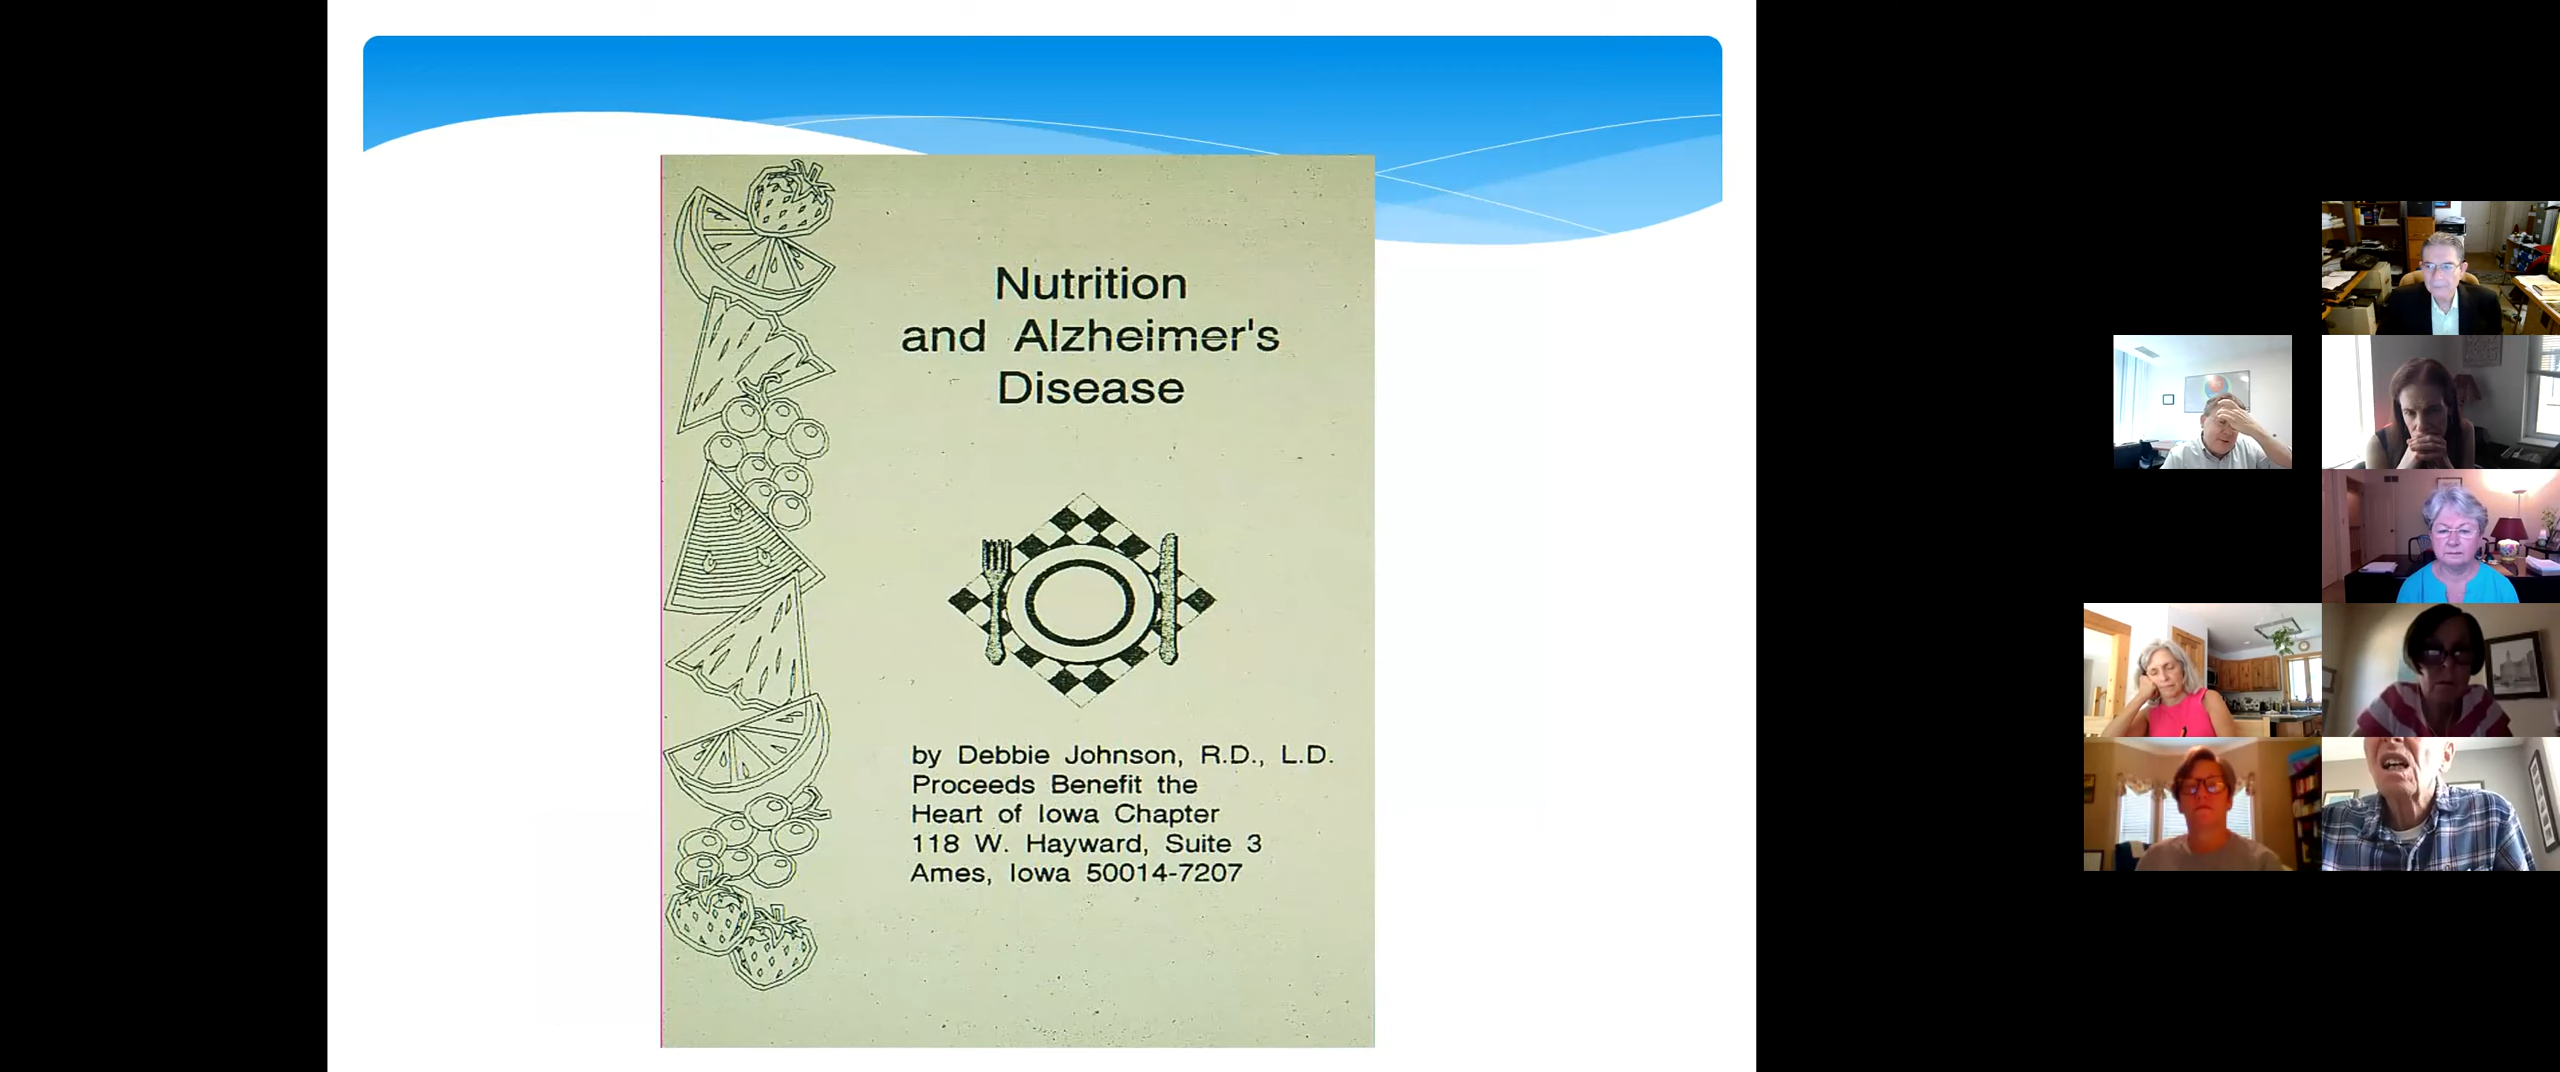 Nutrition
and Alzheimer's
Disease
by Debbie Johnson, R.D., L.D.
Proceeds Benefit the
Heart of Iowa Chapter
118 W. Hayward, Suite 3
Ames, Iowa 50014-7207